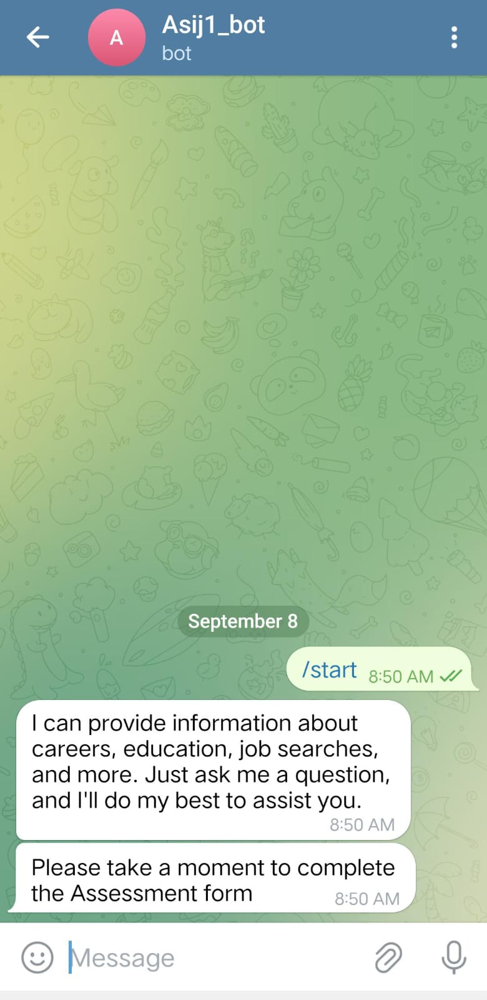 A
Asij1_bot
bot
September 8
/start 8:50 AM
I can provide information about
careers, education, job searches,
and more. Just ask me a question,
and I'll do my best to assist you.
8:50 AM
Please take a moment to complete
the Assessment form 8:50 AM
Message